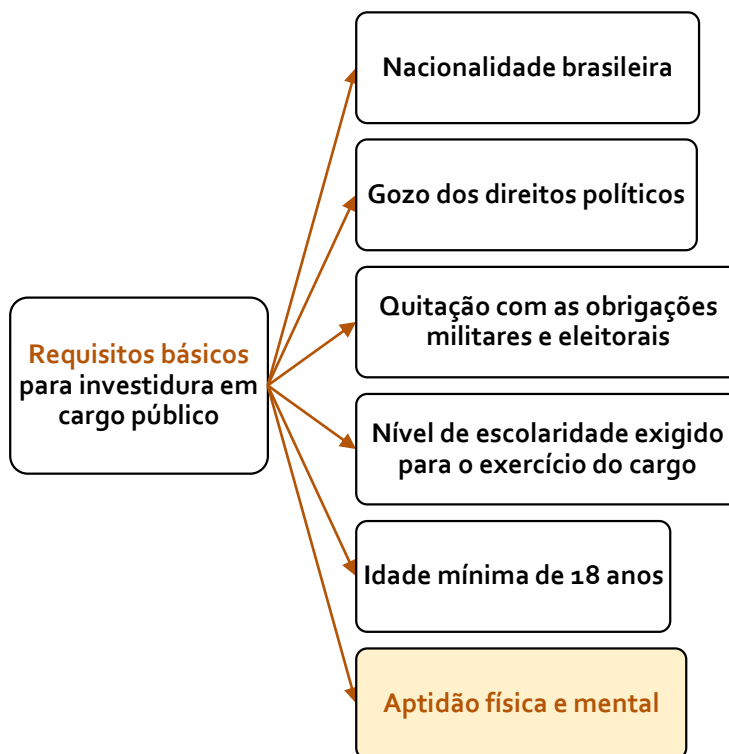 Requisitos básicos
para investidura em
cargo público
Nacionalidade brasileira
Gozo dos direitos políticos
Quitação com as obrigações
militares e eleitorais
Nível de escolaridade exigido
para o exercício do cargo
Idade mínima de 18 anos
Aptidão física e mental